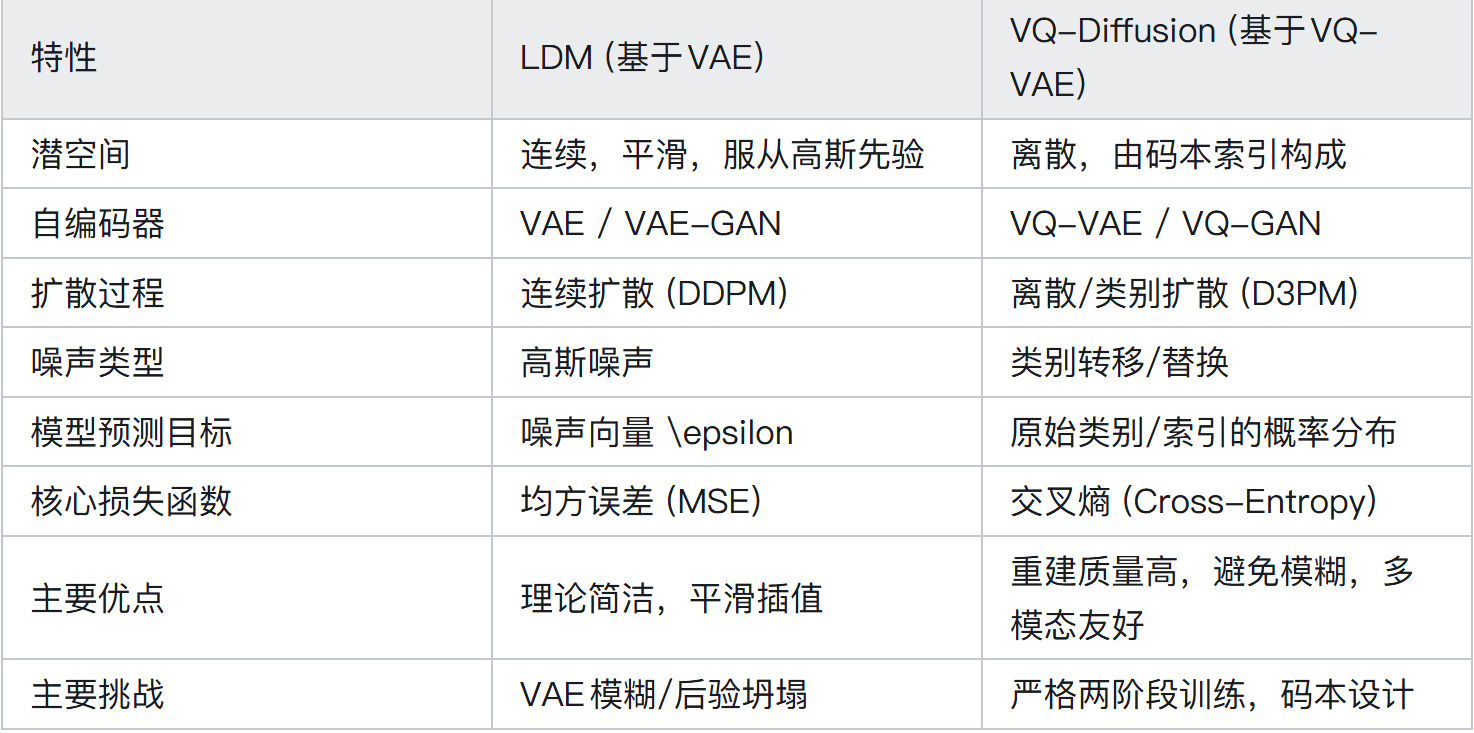 特性
LDM (基于VAE)
VQ-Diffusion (基于VQ-
VAE)
潜空间
连续，平滑，服从高斯先验
离散，由码本索引构成
自编码器
VAE / VAE-GAN
VQ-VAE / VQ-GAN
扩散过程
连续扩散 (DDPM)
离散/类别扩散 (D3PM)
噪声类型
高斯噪声
类别转移/替换
模型预测目标
噪声向量 \epsilon
原始类别/索引的概率分布
核心损失函数
均方误差 (MSE)
交叉熵 (Cross-Entropy)
主要优点
理论简洁，平滑插值
重建质量高，避免模糊，多
模态友好
主要挑战
VAE模糊/后验坍塌
严格两阶段训练，码本设计